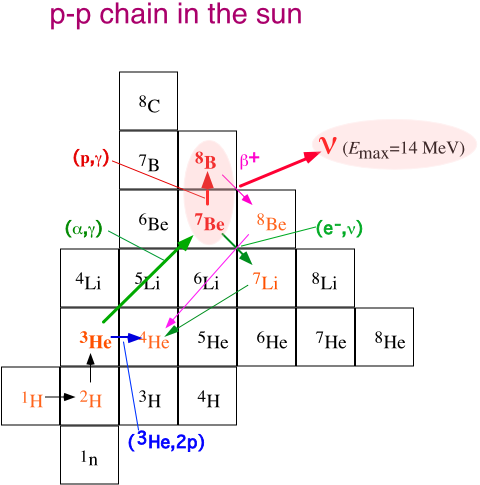 p-p chain in the sun
⁸C
(p,γ)
⁷B
⁸B
β+
ν (Eₘₐₓ=14 MeV)
(α,γ)
⁶Be
⁷Be
⁸Be
(e⁻,ν)
⁴Li
⁵Li
⁶Li
⁷Li
⁸Li
³He
⁴He
⁵He
⁶He
⁷He
⁸He
¹H
²H
³H
⁴H
(³He,2p)
¹n